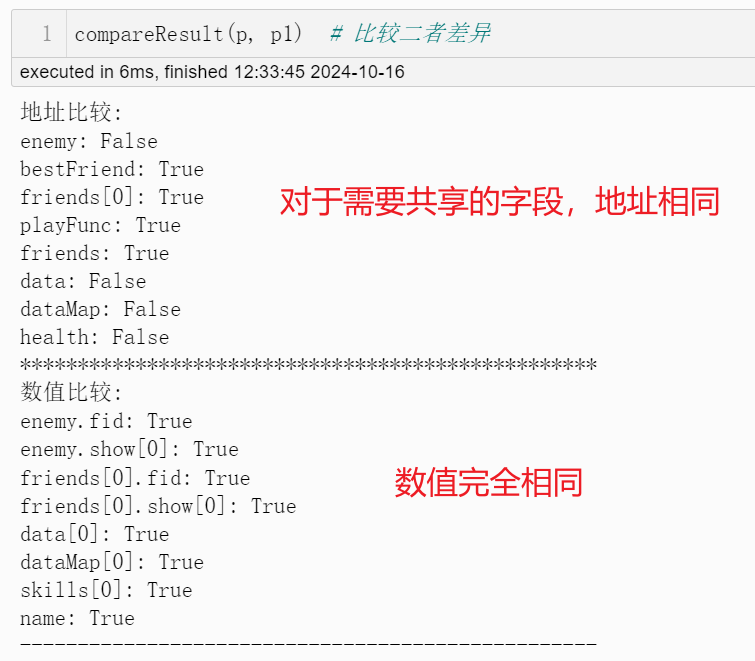 1 compareResult(p, p1)  # 比较二者差异
executed in 6ms, finished 12:33:45 2024-10-16
地址比较:
enemy: False
bestFriend: True
friends[0]: True
对于需要共享的字段，地址相同
playFunc: True
friends: True
data: False
dataMap: False
health: False
***************************************************
数值比较:
enemy.fid: True
enemy.show[0]: True
friends[0].fid: True
数值完全相同
friends[0].show[0]: True
data[0]: True
dataMap[0]: True
skills[0]: True
name: True
---------------------------------------------------